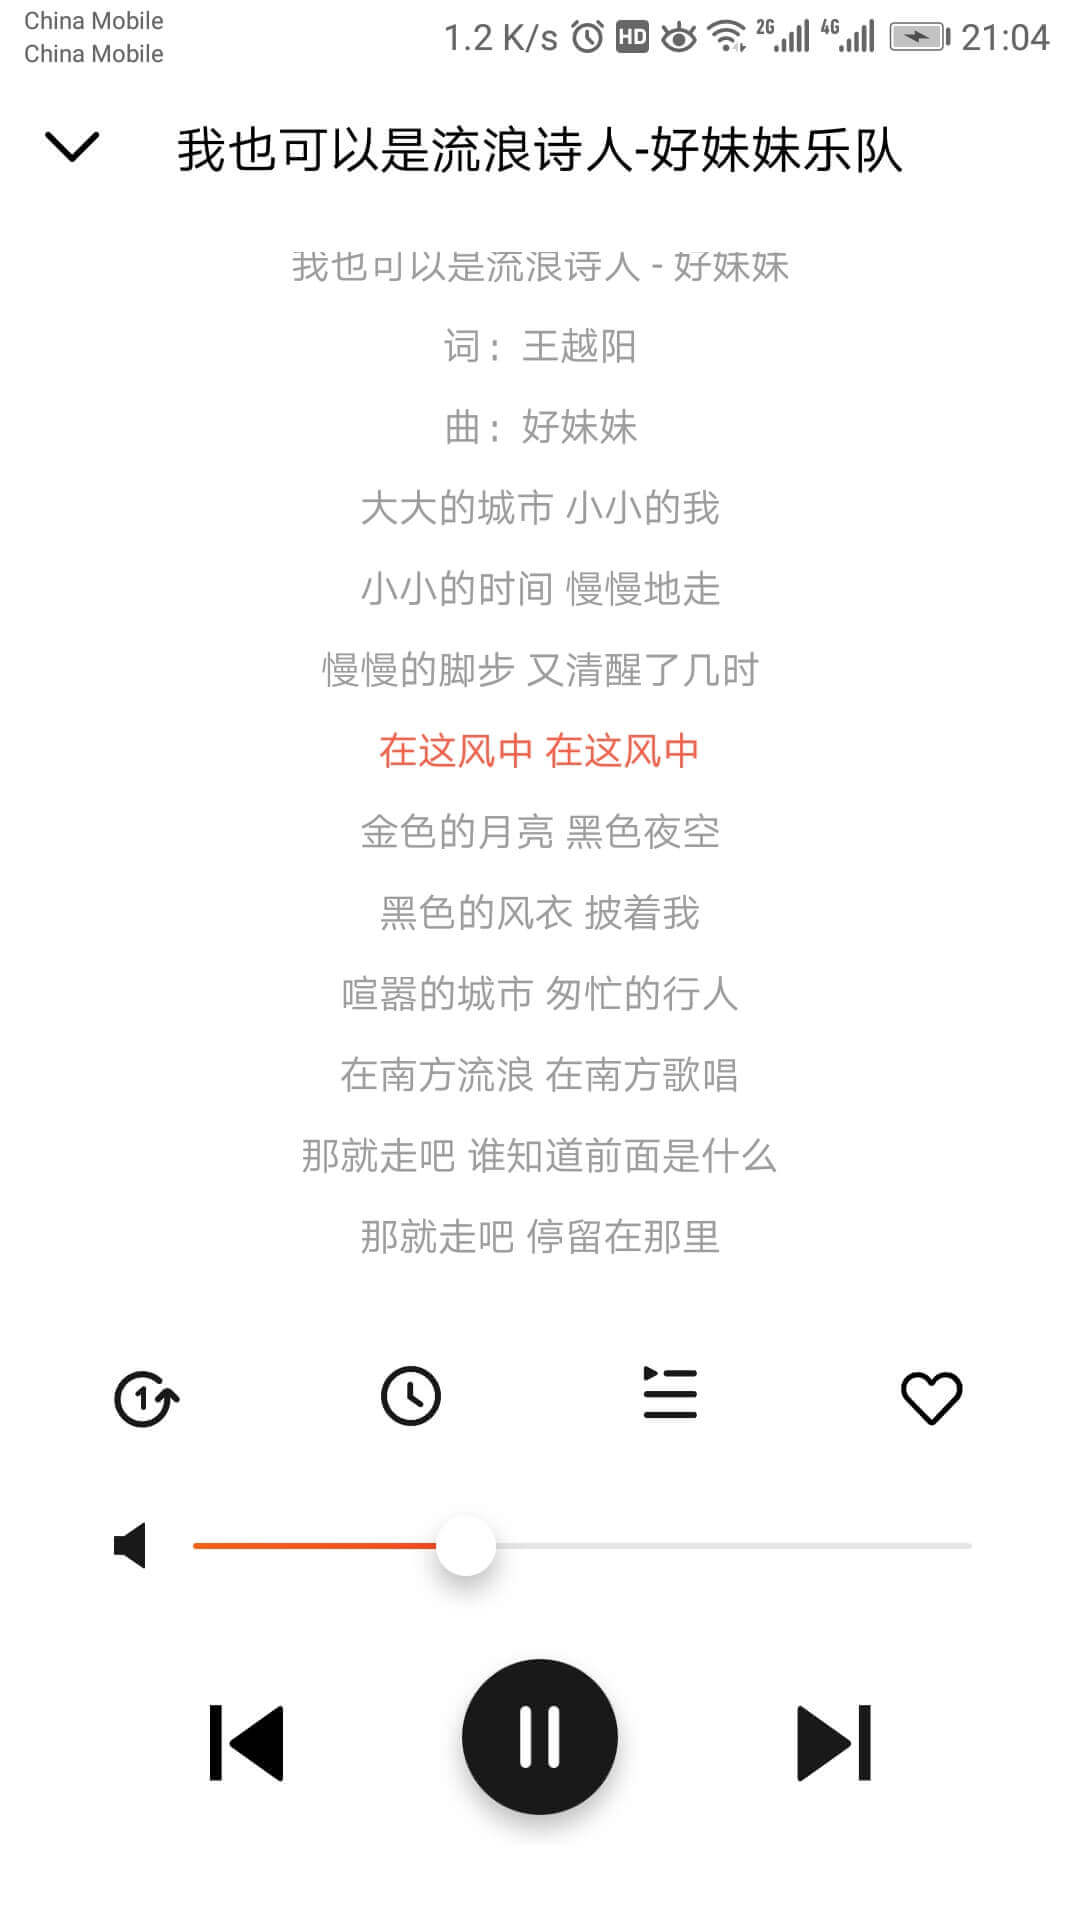 China Mobile
China Mobile
1.2 K/s HD 2G 4G 21:04
我也可以是流浪诗人-好妹妹乐队
我也可以是流浪诗人 - 好妹妹
词：王越阳
曲：好妹妹
大大的城市 小小的我
小小的时间 慢慢地走
慢慢的脚步 又清醒了几时
在这风中 在这风中
金色的月亮 黑色夜空
黑色的风衣 披着我
喧嚣的城市 匆忙的行人
在南方流浪 在南方歌唱
那就走吧 谁知道前面是什么
那就走吧 停留在那里
1